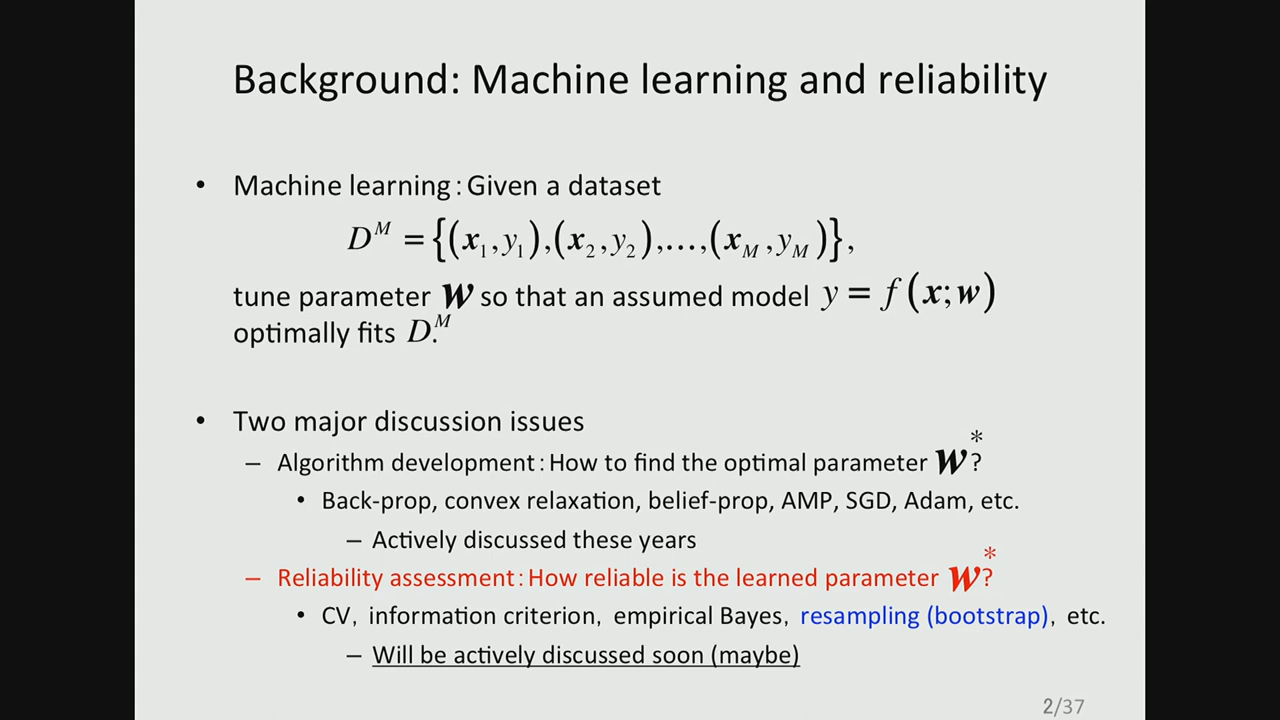 Background: Machine learning and reliability
• Machine learning : Given a dataset
D^M = {(x_1, y_1), (x_2, y_2), ..., (x_M, y_M)},
tune parameter w so that an assumed model y = f(x; w)
optimally fits D^M.
• Two major discussion issues
– Algorithm development : How to find the optimal parameter w*?
• Back-prop, convex relaxation, belief-prop, AMP, SGD, Adam, etc.
– Actively discussed these years
– Reliability assessment : How reliable is the learned parameter w*?
• CV, information criterion, empirical Bayes, resampling (bootstrap), etc.
– Will be actively discussed soon (maybe)
2/37